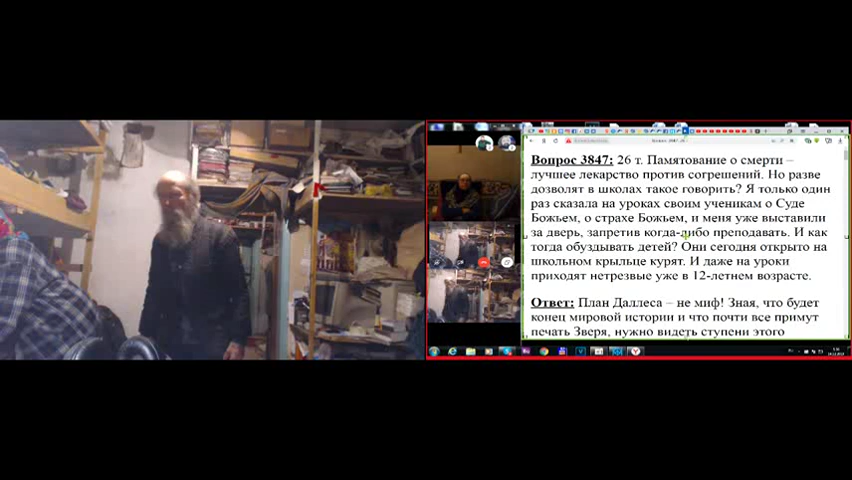 Вопрос 3847: 26 т. Памятование о смерти –
лучшее лекарство против согрешений. Но разве
дозволят в школах такое говорить? Я только один
раз сказала на уроках своим ученикам о Суде
Божьем, о страхе Божьем, и меня уже выставили
за дверь, запретив когда-либо преподавать. И как
тогда обуздывать детей? Они сегодня открыто на
школьном крыльце курят. И даже на уроки
приходят нетрезвые уже в 12-летнем возрасте.
Ответ: План Даллеса – не миф! Зная, что будет
конец мировой истории и что почти все примут
печать Зверя, нужно видеть ступени этого